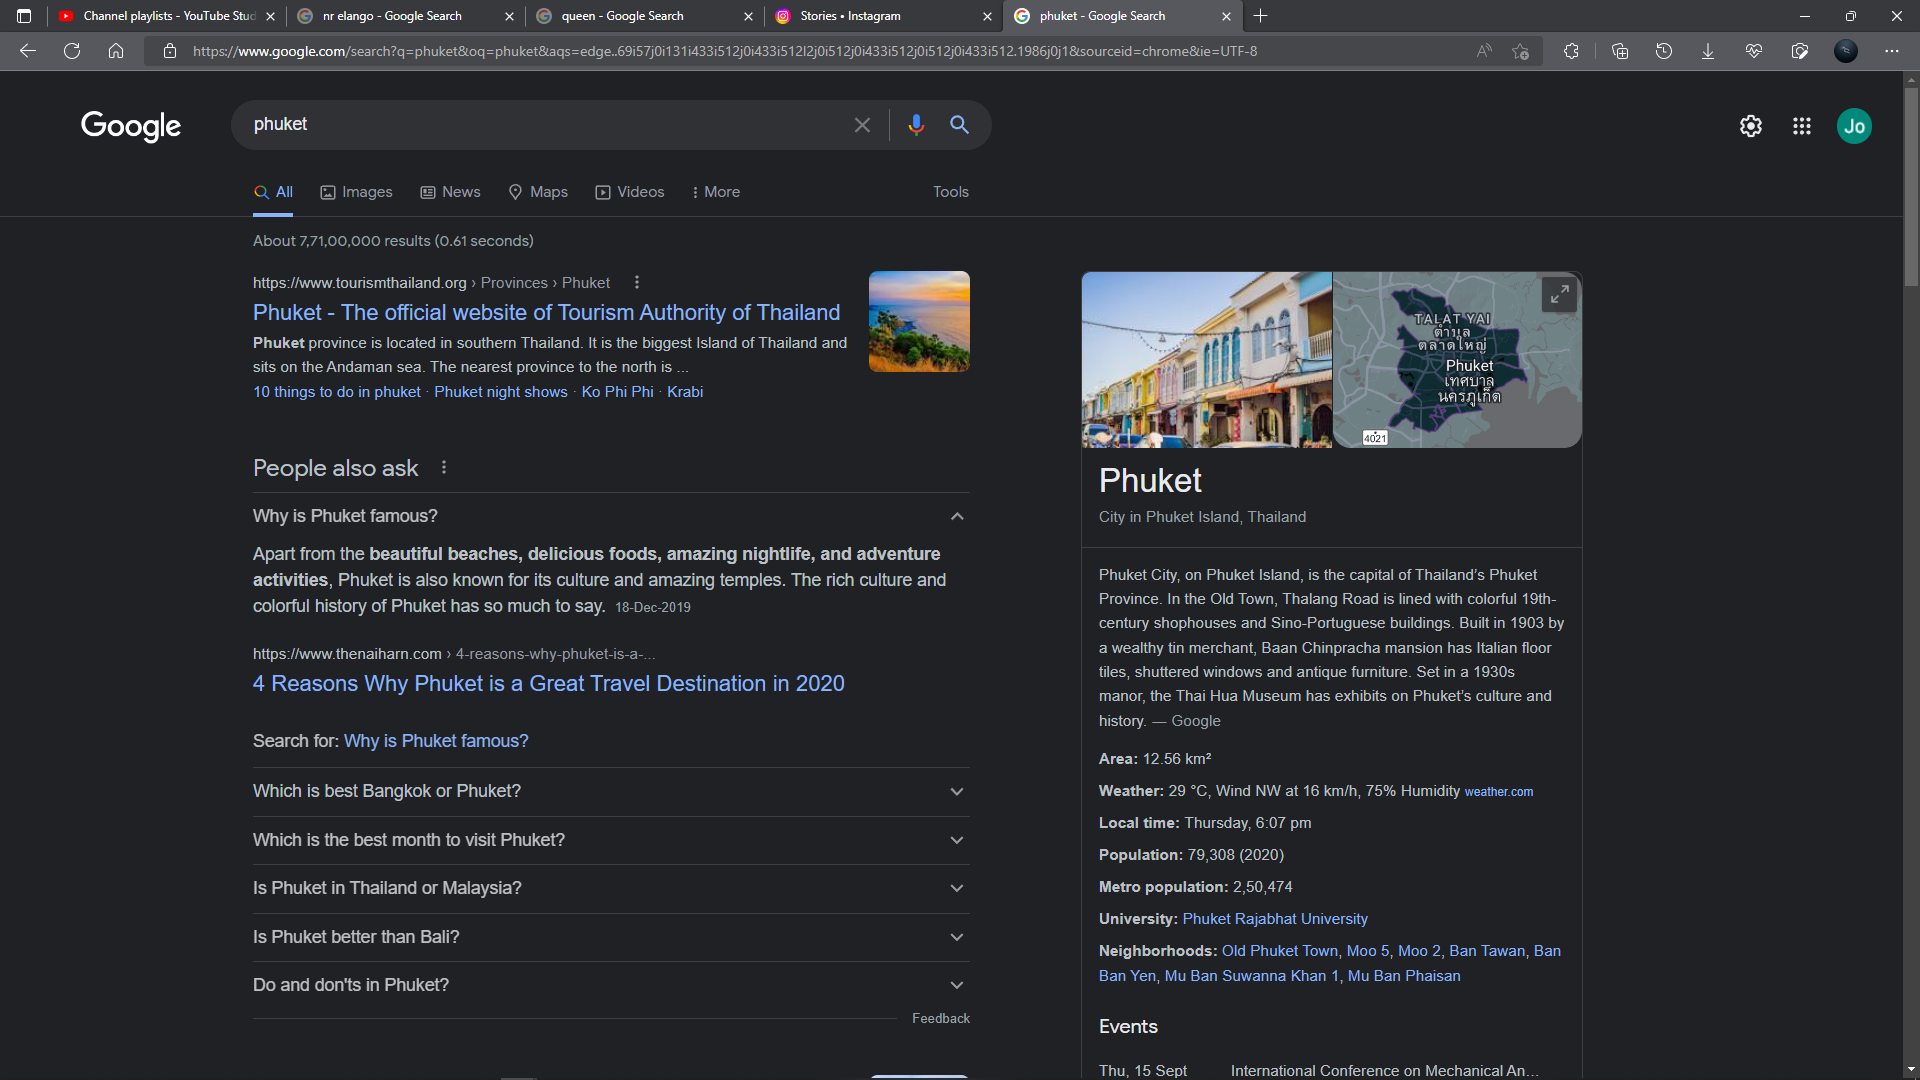 Channel playlists - YouTube Stud
nr elango - Google Search
queen - Google Search
Stories • Instagram
phuket - Google Search
https://www.google.com/search?q=phuket&oq=phuket&aqs=edge..69i57j0i131i433i512j0i433i512l2j0i512j0i433i512j0i512j0i433i512.1986j0j1&sourceid=chrome&ie=UTF-8
Google
phuket
Jo
All
Images
News
Maps
Videos
More
Tools
About 7,71,00,000 results (0.61 seconds)
https://www.tourismthailand.org › Provinces › Phuket
Phuket - The official website of Tourism Authority of Thailand
Phuket province is located in southern Thailand. It is the biggest Island of Thailand and
sits on the Andaman sea. The nearest province to the north is ...
10 things to do in phuket · Phuket night shows · Ko Phi Phi · Krabi
People also ask
Why is Phuket famous?
Apart from the beautiful beaches, delicious foods, amazing nightlife, and adventure
activities, Phuket is also known for its culture and amazing temples. The rich culture and
colorful history of Phuket has so much to say. 18-Dec-2019
https://www.thenaiharn.com › 4-reasons-why-phuket-is-a-...
4 Reasons Why Phuket is a Great Travel Destination in 2020
Search for: Why is Phuket famous?
Which is best Bangkok or Phuket?
Which is the best month to visit Phuket?
Is Phuket in Thailand or Malaysia?
Is Phuket better than Bali?
Do and don'ts in Phuket?
Feedback
TALAT YAI
ตำบล
ตลาดใหญ่
Phuket
เทศบาล
นครภูเก็ต
4021
Phuket
City in Phuket Island, Thailand
Phuket City, on Phuket Island, is the capital of Thailand’s Phuket
Province. In the Old Town, Thalang Road is lined with colorful 19th-
century shophouses and Sino-Portuguese buildings. Built in 1903 by
a wealthy tin merchant, Baan Chinpracha mansion has Italian floor
tiles, shuttered windows and antique furniture. Set in a 1930s
manor, the Thai Hua Museum has exhibits on Phuket’s culture and
history. — Google
Area: 12.56 km²
Weather: 29 °C, Wind NW at 16 km/h, 75% Humidity weather.com
Local time: Thursday, 6:07 pm
Population: 79,308 (2020)
Metro population: 2,50,474
University: Phuket Rajabhat University
Neighborhoods: Old Phuket Town, Moo 5, Moo 2, Ban Tawan, Ban
Ban Yen, Mu Ban Suwanna Khan 1, Mu Ban Phaisan
Events
Thu, 15 Sept
International Conference on Mechanical An...